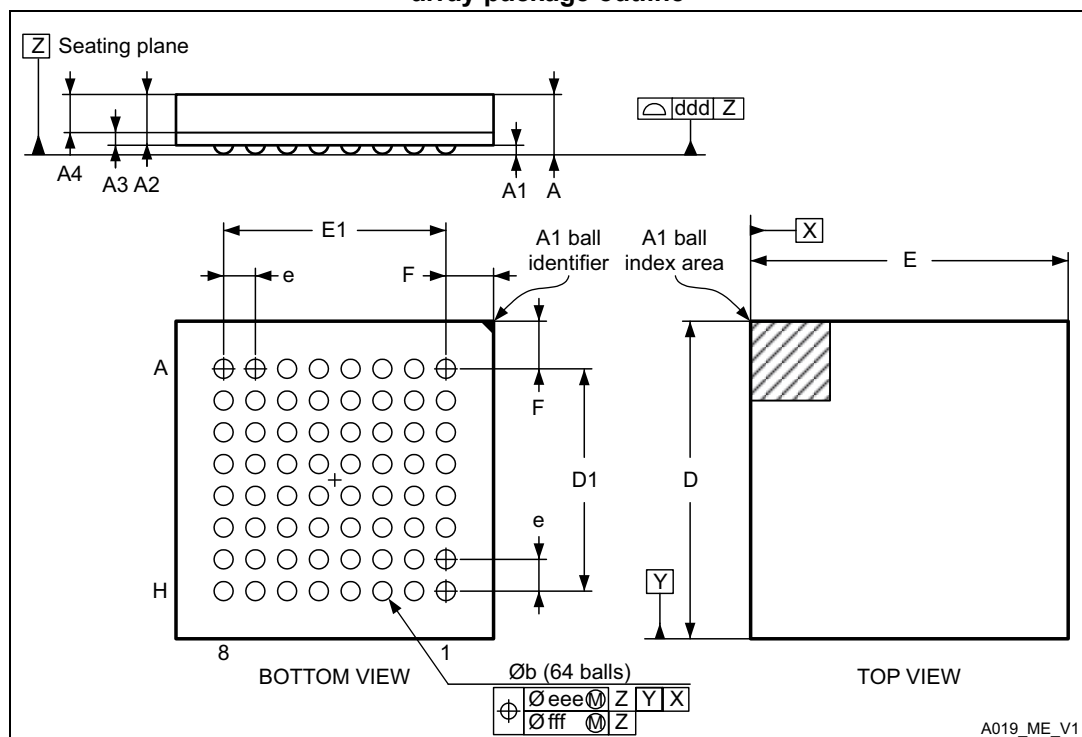 array package outline
Z Seating plane
ddd Z
A4
A3 A2
A1
A
E1
e
F
A1 ball
identifier
A1 ball
index area
X
E
A
F
D1
D
e
H
Y
8
1
BOTTOM VIEW
TOP VIEW
Øb (64 balls)
Ø eee Ⓜ Z Y X
Ø fff Ⓜ Z
A019_ME_V1